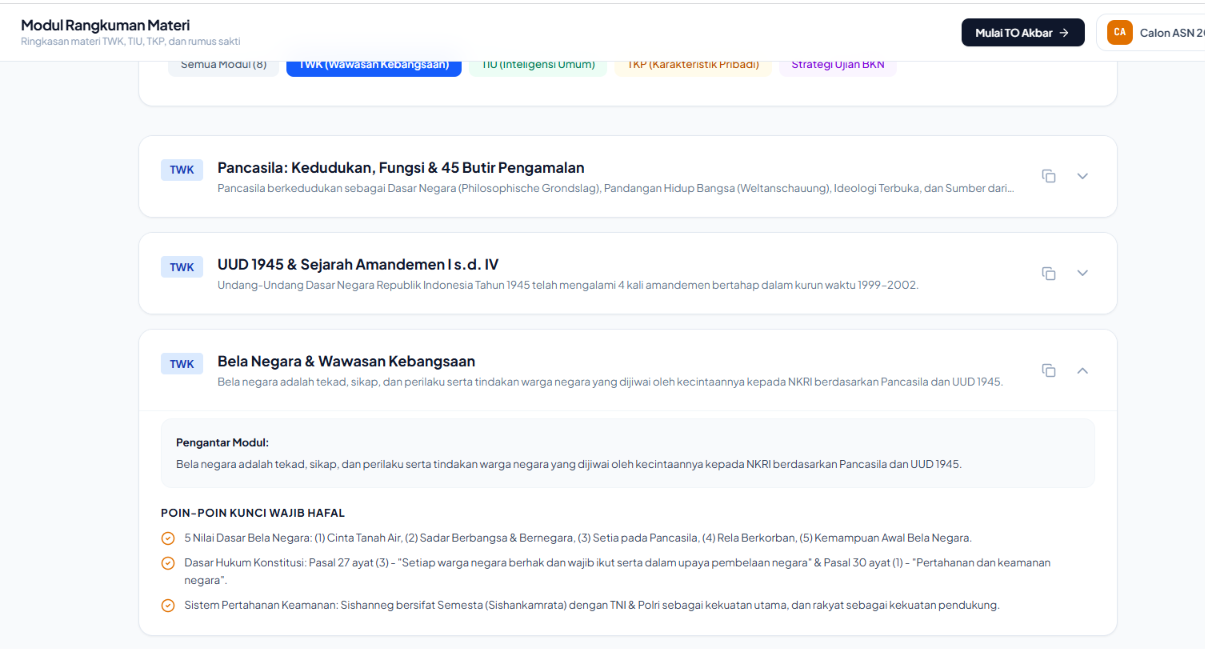 Modul Rangkuman Materi
Ringkasan materi TWK, TIU, TKP, dan rumus sakti
Mulai TO Akbar →
CA
Calon ASN 20
Semua Modul (8)
TWK (Wawasan Kebangsaan)
TIU (Inteligensi Umum)
TKP (Karakteristik Pribadi)
Strategi Ujian BKN
TWK
Pancasila: Kedudukan, Fungsi & 45 Butir Pengamalan
Pancasila berkedudukan sebagai Dasar Negara (Philosophische Grondslag), Pandangan Hidup Bangsa (Weltanschauung), Ideologi Terbuka, dan Sumber dari...
TWK
UUD 1945 & Sejarah Amandemen I s.d. IV
Undang-Undang Dasar Negara Republik Indonesia Tahun 1945 telah mengalami 4 kali amandemen bertahap dalam kurun waktu 1999-2002.
TWK
Bela Negara & Wawasan Kebangsaan
Bela negara adalah tekad, sikap, dan perilaku serta tindakan warga negara yang dijiwai oleh kecintaannya kepada NKRI berdasarkan Pancasila dan UUD 1945.
Pengantar Modul:
Bela negara adalah tekad, sikap, dan perilaku serta tindakan warga negara yang dijiwai oleh kecintaannya kepada NKRI berdasarkan Pancasila dan UUD 1945.
POIN-POIN KUNCI WAJIB HAFAL
5 Nilai Dasar Bela Negara: (1) Cinta Tanah Air, (2) Sadar Berbangsa & Bernegara, (3) Setia pada Pancasila, (4) Rela Berkorban, (5) Kemampuan Awal Bela Negara.
Dasar Hukum Konstitusi: Pasal 27 ayat (3) - "Setiap warga negara berhak dan wajib ikut serta dalam upaya pembelaan negara" & Pasal 30 ayat (1) - "Pertahanan dan keamanan
negara".
Sistem Pertahanan Keamanan: Sishanneg bersifat Semesta (Sishankamrata) dengan TNI & Polri sebagai kekuatan utama, dan rakyat sebagai kekuatan pendukung.